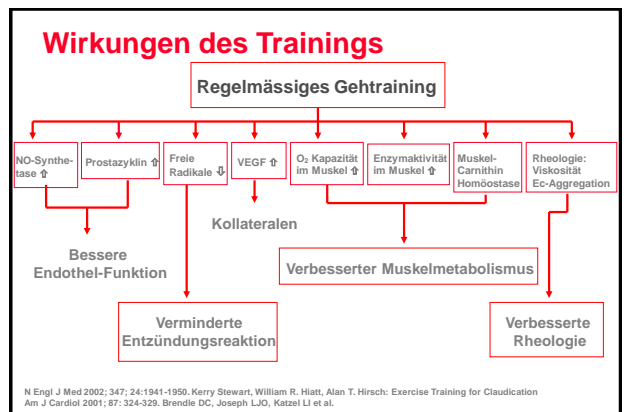 Wirkungen des Trainings
Regelmässiges Gehtraining
NO-Synthe-
tase ⇧
Prostazyklin ⇧
Freie
Radikale ⇩
VEGF ⇧
O₂ Kapazität
im Muskel ⇧
Enzymaktivität
im Muskel ⇧
Muskel-
Carnithin
Homöostase
Rheologie:
Viskosität
Ec-Aggregation
Kollateralen
Bessere
Endothel-Funktion
Verbesserter Muskelmetabolismus
Verminderte
Entzündungsreaktion
Verbesserte
Rheologie
N Engl J Med 2002; 347; 24:1941-1950. Kerry Stewart, William R. Hiatt, Alan T. Hirsch: Exercise Training for Claudication
Am J Cardiol 2001; 87: 324-329. Brendle DC, Joseph LJO, Katzel LI et al.